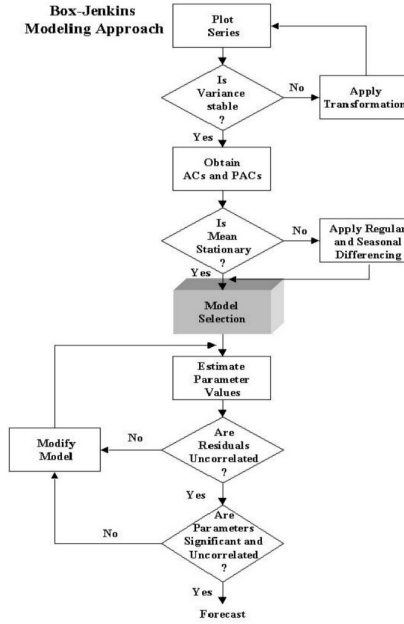 Box-Jenkins
Modeling Approach
Plot
Series
Is
Variance
stable
?
No
Apply
Transformation
Yes
Obtain
ACs and PACs
Is
Mean
Stationary
?
No
Apply Regular
and Seasonal
Differencing
Yes
Model
Selection
Estimate
Parameter
Values
Are
Residuals
Uncorrelated
?
No
Modify
Model
Yes
Are
Parameters
Significant and
Uncorrelated
?
No
Yes
Forecast